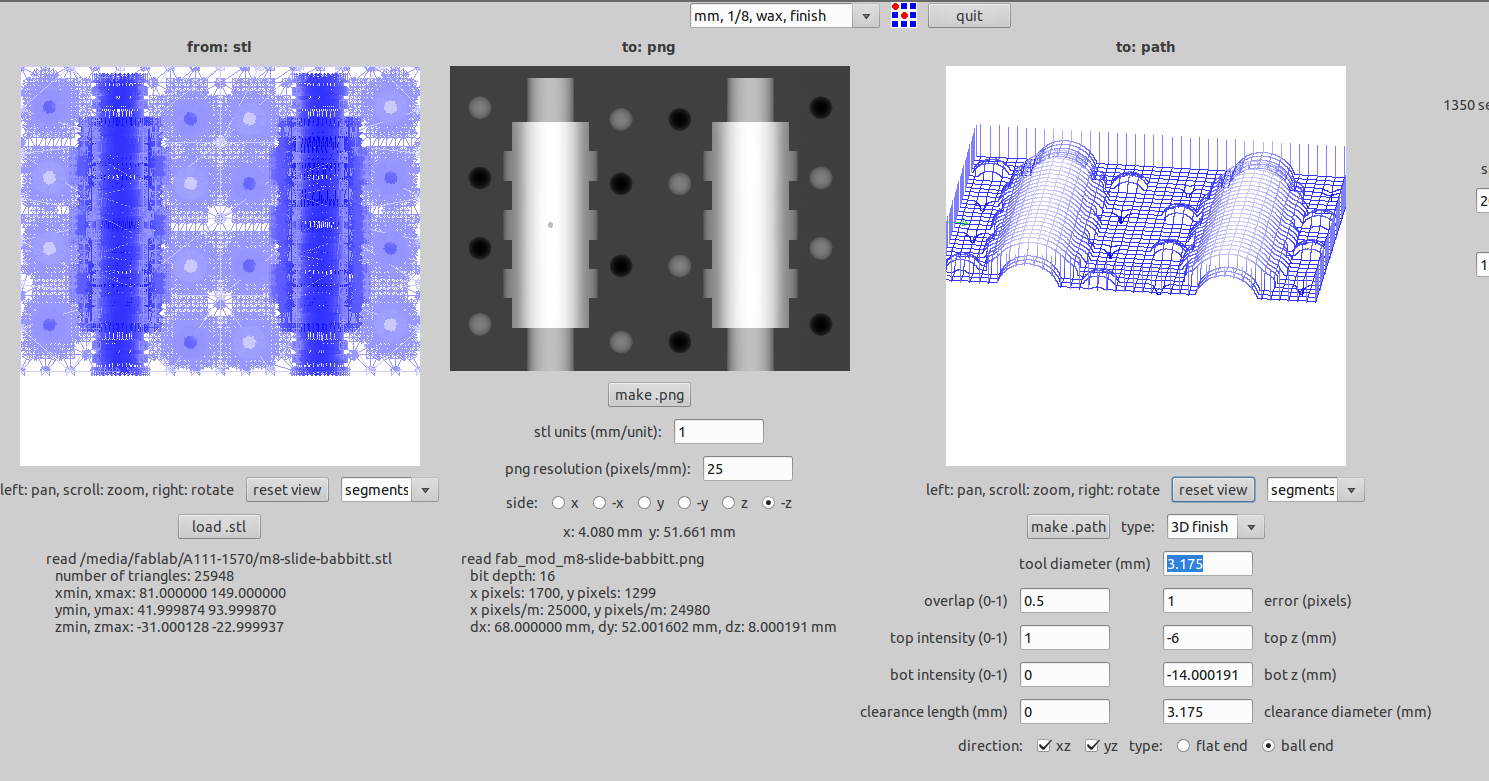 mm, 1/8, wax, finish
quit
from: stl
to: png
to: path
1350 se
s
2
1
make .png
stl units (mm/unit): 1
png resolution (pixels/mm): 25
side: x -x y -y z -z
x: 4.080 mm y: 51.661 mm
left: pan, scroll: zoom, right: rotate reset view segments
load .stl
read /media/fablab/A111-1570/m8-slide-babbitt.stl
number of triangles: 25948
xmin, xmax: 81.000000 149.000000
ymin, ymax: 41.999874 93.999870
zmin, zmax: -31.000128 -22.999937
read fab_mod_m8-slide-babbitt.png
bit depth: 16
x pixels: 1700, y pixels: 1299
x pixels/m: 25000, y pixels/m: 24980
dx: 68.000000 mm, dy: 52.001602 mm, dz: 8.000191 mm
left: pan, scroll: zoom, right: rotate reset view segments
make .path type: 3D finish
tool diameter (mm) 3.175
overlap (0-1) 0.5 1 error (pixels)
top intensity (0-1) 1 -6 top z (mm)
bot intensity (0-1) 0 -14.000191 bot z (mm)
clearance length (mm) 0 3.175 clearance diameter (mm)
direction: xz yz type: flat end ball end